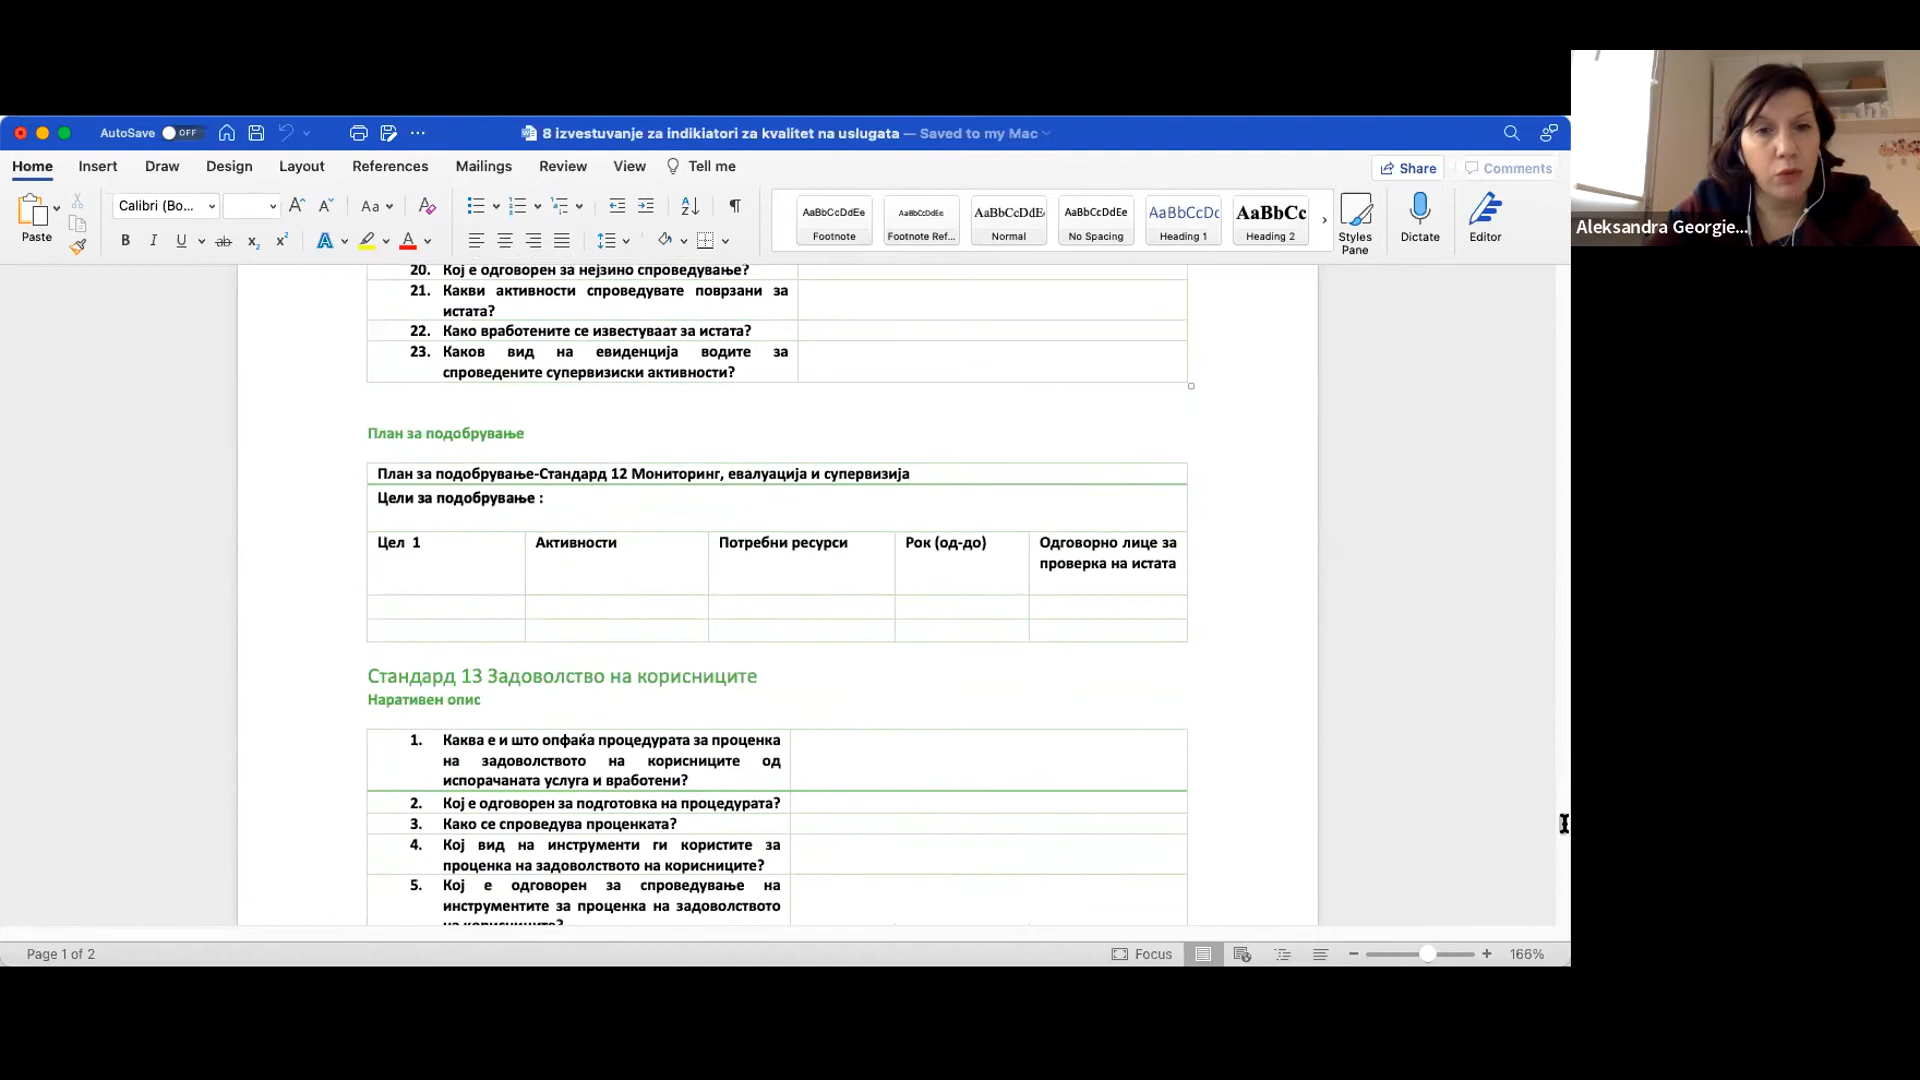 AutoSave OFF
8 izvestuvanje za indikiatori za kvalitet na uslugata — Saved to my Mac
Home Insert Draw Design Layout References Mailings Review View Tell me
Share Comments
Paste
Calibri (Bo...
AaBbCcDdEe AaBbCcDdEe AaBbCcDdEe AaBbCcDdEe AaBbCcDc AaBbCc
Footnote Footnote Ref... Normal No Spacing Heading 1 Heading 2
Styles Pane
Dictate
Editor
Aleksandra Georgie...
20. Кој е одговорен за нејзино спроведување?
21. Какви активности спроведувате поврзани за
истата?
22. Како вработените се известуваат за истата?
23. Каков вид на евиденција водите за
спроведените супервизиски активности?
План за подобрување
План за подобрување-Стандард 12 Мониторинг, евалуација и супервизија
Цели за подобрување :
Цел 1 Активности Потребни ресурси Рок (од-до) Одговорно лице за
проверка на истата
Стандард 13 Задоволство на корисниците
Наративен опис
1. Каква е и што опфаќа процедурата за проценка
на задоволството на корисниците од
испорачаната услуга и вработени?
2. Кој е одговорен за подготовка на процедурата?
3. Како се спроведува проценката?
4. Кој вид на инструменти ги користите за
проценка на задоволството на корисниците?
5. Кој е одговорен за спроведување на
инструментите за проценка на задоволството
на корисниците?
Page 1 of 2
Focus
166%